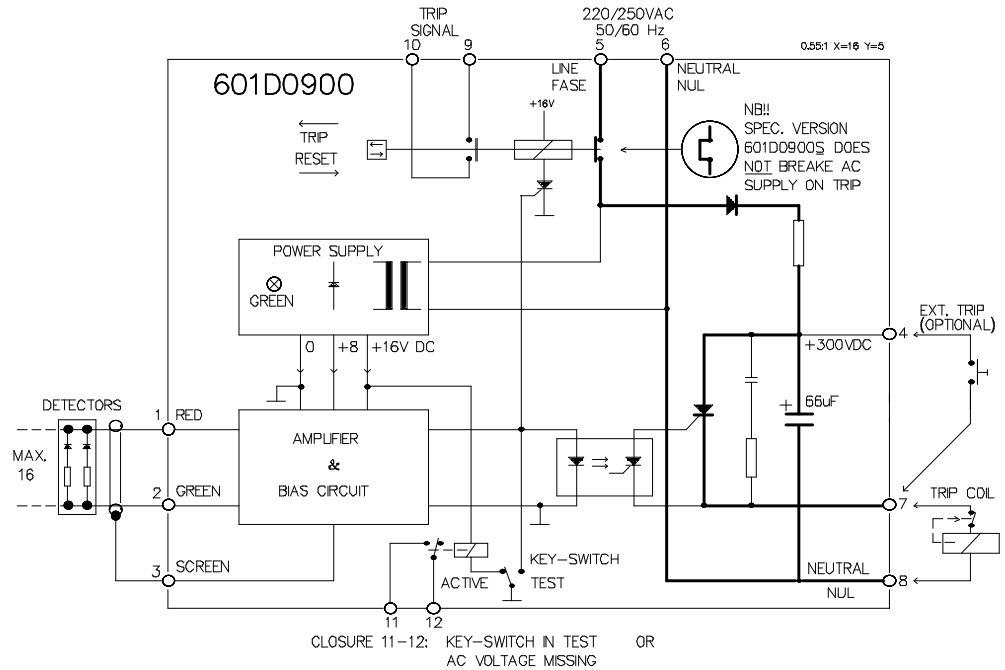 TRIP
SIGNAL
10 9
220/250VAC
50/60 Hz
5 6
0.55:1 X=16 Y=5
601D0900
LINE
FASE
NEUTRAL
NUL
+16V
TRIP
RESET
NB!!
SPEC. VERSION
601D0900S DOES
NOT BREAKE AC
SUPPLY ON TRIP
POWER SUPPLY
GREEN
0 +8 +16V DC
4
EXT. TRIP
(OPTIONAL)
+300VDC
+ 66uF
DETECTORS
1 RED
MAX.
16
2 GREEN
AMPLIFIER
&
BIAS CIRCUIT
7
TRIP COIL
3 SCREEN
KEY-SWITCH
ACTIVE TEST
NEUTRAL
NUL
8
11 12
CLOSURE 11-12: KEY-SWITCH IN TEST OR
AC VOLTAGE MISSING